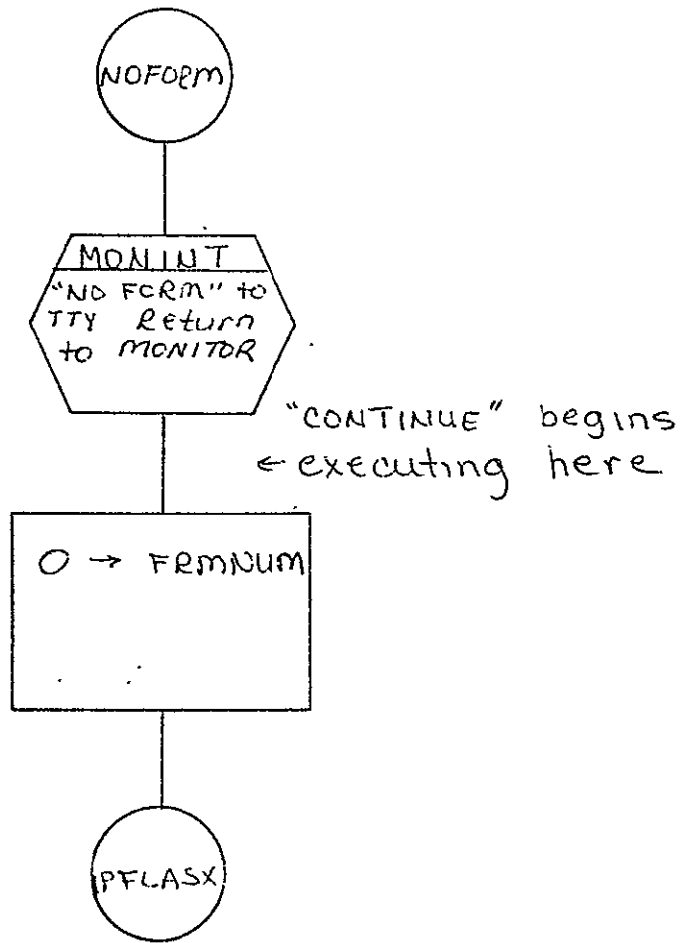 NOFORM
MONINT
"NO FORM" to
TTY Return
to MONITOR
"CONTINUE" begins
← executing here
0 → FRMNUM
PFLASX